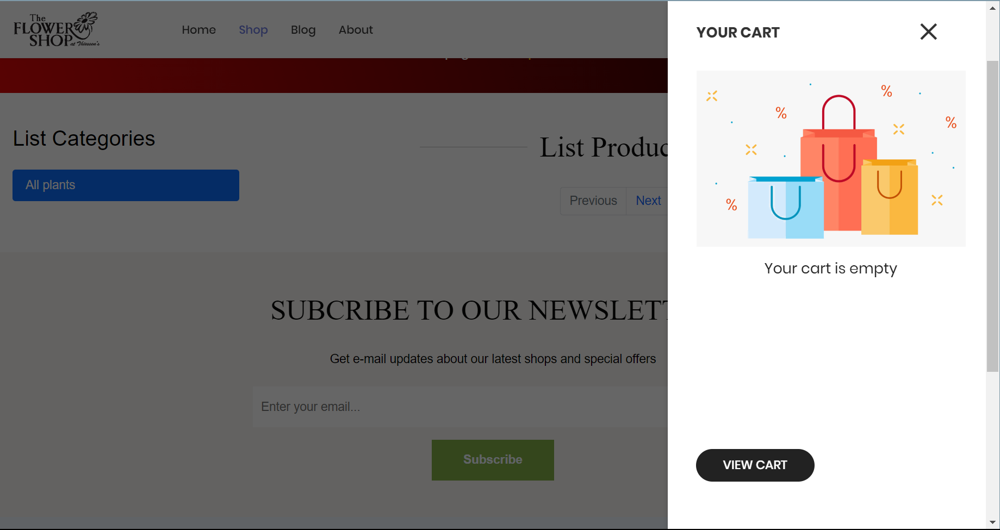 The
FLOWER
SHOP
at Thiessen's
Home
Shop
Blog
About
List Categories
All plants
List Produc
Previous
Next
SUBCRIBE TO OUR NEWSLETT
Get e-mail updates about our latest shops and special offers
Enter your email...
Subscribe
YOUR CART
%
%
%
%
Your cart is empty
VIEW CART